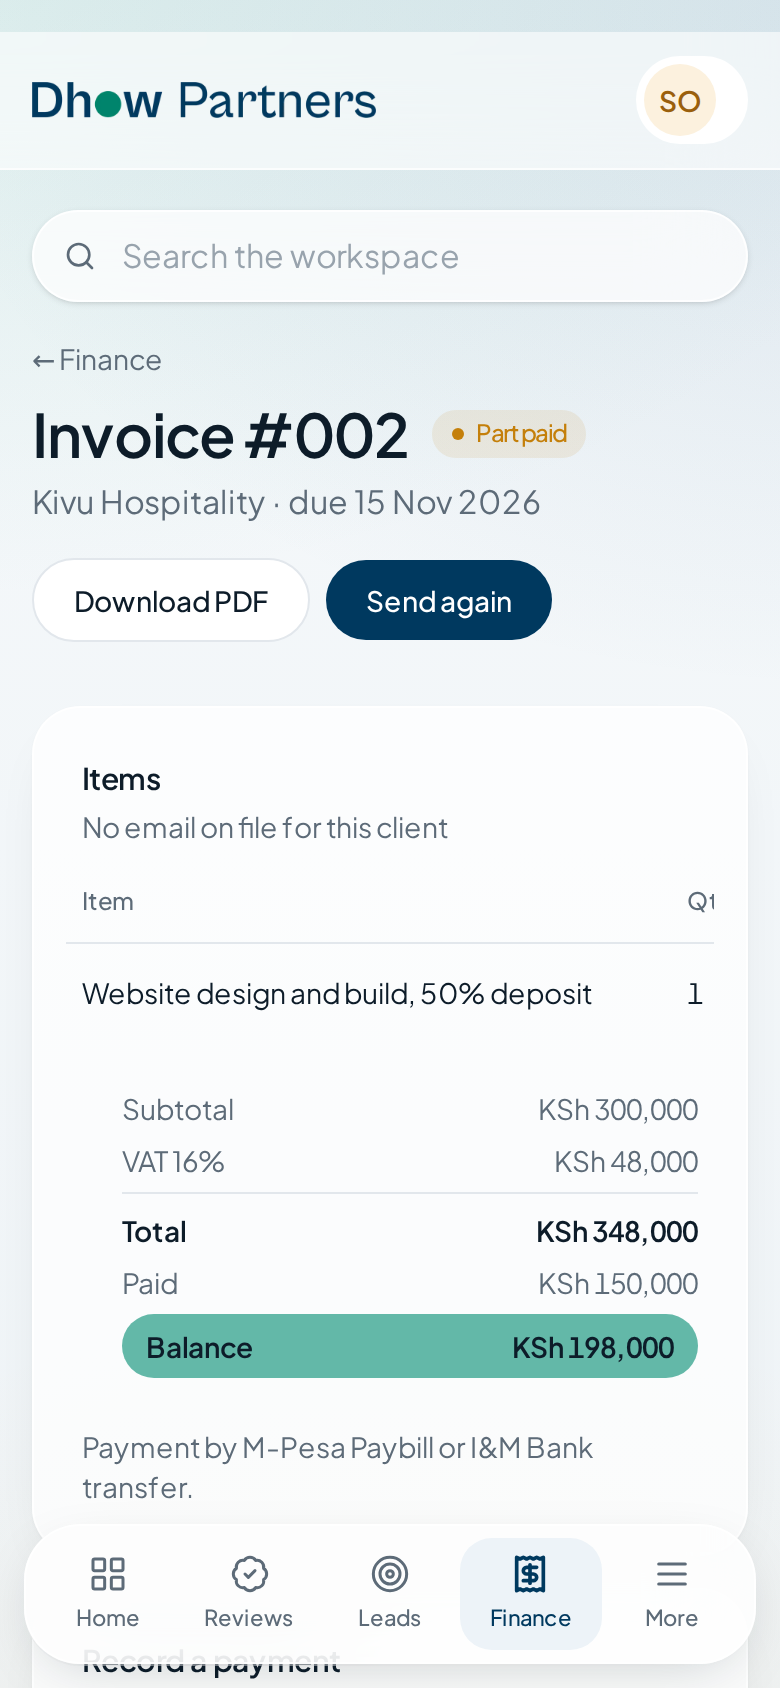 Dhow Partners
SO
Search the workspace
← Finance
Invoice #002
Part paid
Kivu Hospitality · due 15 Nov 2026
Download PDF
Send again
Items
No email on file for this client
Item
Website design and build, 50% deposit 1
Subtotal KSh 300,000
VAT 16% KSh 48,000
Total KSh 348,000
Paid KSh 150,000
Balance KSh 198,000
Payment by M-Pesa Paybill or I&M Bank
transfer.
Home Reviews Leads Finance More
Record a payment